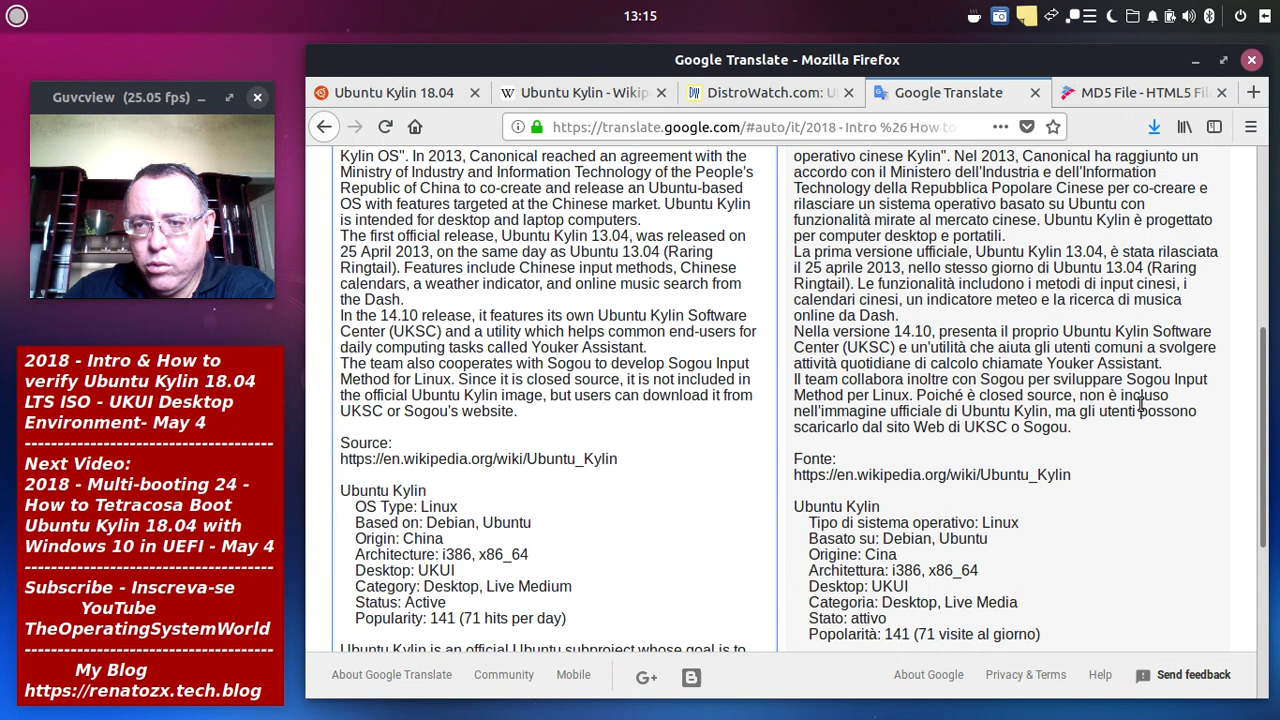 13:15
Guvcview (25.05 fps)
Google Translate - Mozilla Firefox
Ubuntu Kylin 18.04
Ubuntu Kylin - Wikip
DistroWatch.com: U
Google Translate
MD5 File - HTML5 F
https://translate.google.com/#auto/it/2018 - Intro %26 How to
Kylin OS". In 2013, Canonical reached an agreement with the
Ministry of Industry and Information Technology of the People's
Republic of China to co-create and release an Ubuntu-based
OS with features targeted at the Chinese market. Ubuntu Kylin
is intended for desktop and laptop computers.
The first official release, Ubuntu Kylin 13.04, was released on
25 April 2013, on the same day as Ubuntu 13.04 (Raring
Ringtail). Features include Chinese input methods, Chinese
calendars, a weather indicator, and online music search from
the Dash.
In the 14.10 release, it features its own Ubuntu Kylin Software
Center (UKSC) and a utility which helps common end-users for
daily computing tasks called Youker Assistant.
The team also cooperates with Sogou to develop Sogou Input
Method for Linux. Since it is closed source, it is not included in
the official Ubuntu Kylin image, but users can download it from
UKSC or Sogou's website.
Source:
https://en.wikipedia.org/wiki/Ubuntu_Kylin
Ubuntu Kylin
OS Type: Linux
Based on: Debian, Ubuntu
Origin: China
Architecture: i386, x86_64
Desktop: UKUI
Category: Desktop, Live Medium
Status: Active
Popularity: 141 (71 hits per day)
Ubuntu Kylin is an official Ubuntu subproject whose goal is to
operativo cinese Kylin". Nel 2013, Canonical ha raggiunto un
accordo con il Ministero dell'Industria e dell'Information
Technology della Repubblica Popolare Cinese per co-creare e
rilasciare un sistema operativo basato su Ubuntu con
funzionalità mirate al mercato cinese. Ubuntu Kylin è progettato
per computer desktop e portatili.
La prima versione ufficiale, Ubuntu Kylin 13.04, è stata rilasciata
il 25 aprile 2013, nello stesso giorno di Ubuntu 13.04 (Raring
Ringtail). Le funzionalità includono i metodi di input cinesi, i
calendari cinesi, un indicatore meteo e la ricerca di musica
online da Dash.
Nella versione 14.10, presenta il proprio Ubuntu Kylin Software
Center (UKSC) e un'utilità che aiuta gli utenti comuni a svolgere
attività quotidiane di calcolo chiamate Youker Assistant.
Il team collabora inoltre con Sogou per sviluppare Sogou Input
Method per Linux. Poiché è closed source, non è incluso
nell'immagine ufficiale di Ubuntu Kylin, ma gli utenti possono
scaricarlo dal sito Web di UKSC o Sogou.
Fonte:
https://en.wikipedia.org/wiki/Ubuntu_Kylin
Ubuntu Kylin
Tipo di sistema operativo: Linux
Basato su: Debian, Ubuntu
Origine: Cina
Architettura: i386, x86_64
Desktop: UKUI
Categoria: Desktop, Live Media
Stato: attivo
Popolarità: 141 (71 visite al giorno)
About Google Translate
Community
Mobile
G+
About Google
Privacy & Terms
Help
Send feedback
2018 - Intro & How to
verify Ubuntu Kylin 18.04
LTS ISO - UKUI Desktop
Environment- May 4
Next Video:
2018 - Multi-booting 24 -
How to Tetracosa Boot
Ubuntu Kylin 18.04 with
Windows 10 in UEFI - May 4
Subscribe - Inscreva-se
YouTube
TheOperatingSystemWorld
My Blog
https://renatozx.tech.blog